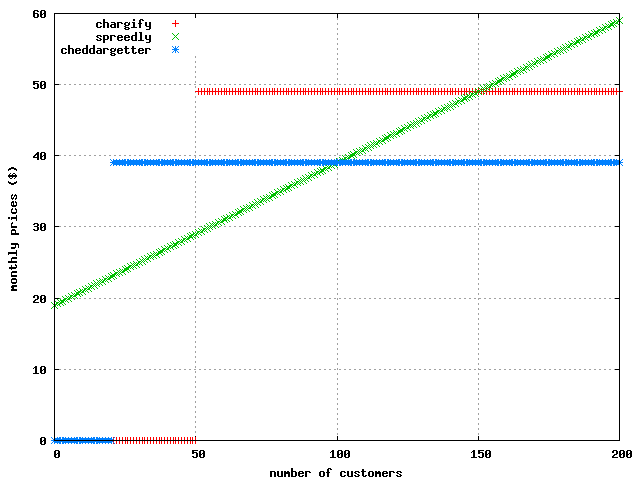 chargify
spreedly
cheddargetter
60
50
40
30
20
10
0
monthly prices ($)
0 50 100 150 200
number of customers